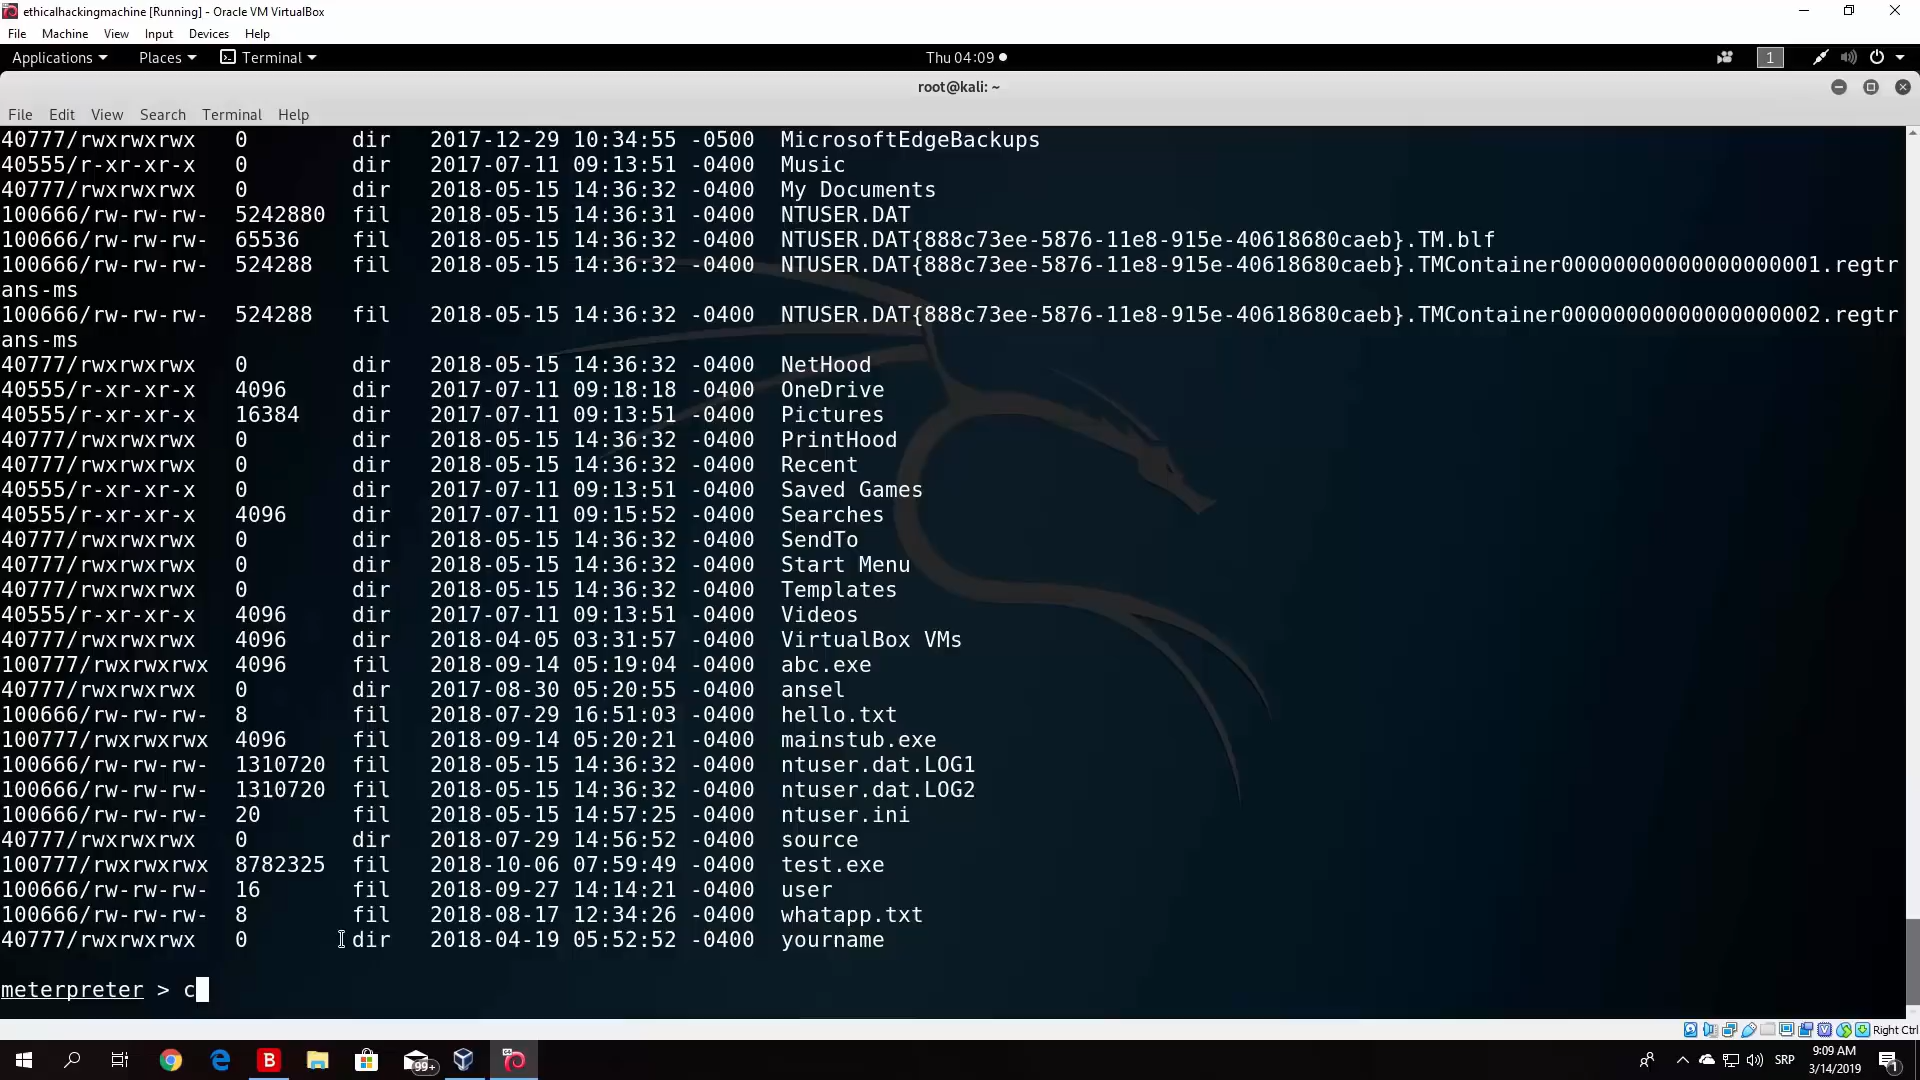 ethicalhackingmachine [Running] - Oracle VM VirtualBox
File Machine View Input Devices Help
Applications Places Terminal Thu 04:09 1
root@kali: ~
File Edit View Search Terminal Help
40777/rwxrwxrwx 0 dir 2017-12-29 10:34:55 -0500 MicrosoftEdgeBackups
40555/r-xr-xr-x 0 dir 2017-07-11 09:13:51 -0400 Music
40777/rwxrwxrwx 0 dir 2018-05-15 14:36:32 -0400 My Documents
100666/rw-rw-rw- 5242880 fil 2018-05-15 14:36:31 -0400 NTUSER.DAT
100666/rw-rw-rw- 65536 fil 2018-05-15 14:36:32 -0400 NTUSER.DAT{888c73ee-5876-11e8-915e-40618680caeb}.TM.blf
100666/rw-rw-rw- 524288 fil 2018-05-15 14:36:32 -0400 NTUSER.DAT{888c73ee-5876-11e8-915e-40618680caeb}.TMContainer00000000000000000001.regtr
ans-ms
100666/rw-rw-rw- 524288 fil 2018-05-15 14:36:32 -0400 NTUSER.DAT{888c73ee-5876-11e8-915e-40618680caeb}.TMContainer00000000000000000002.regtr
ans-ms
40777/rwxrwxrwx 0 dir 2018-05-15 14:36:32 -0400 NetHood
40555/r-xr-xr-x 4096 dir 2017-07-11 09:18:18 -0400 OneDrive
40555/r-xr-xr-x 16384 dir 2017-07-11 09:13:51 -0400 Pictures
40777/rwxrwxrwx 0 dir 2018-05-15 14:36:32 -0400 PrintHood
40777/rwxrwxrwx 0 dir 2018-05-15 14:36:32 -0400 Recent
40555/r-xr-xr-x 0 dir 2017-07-11 09:13:51 -0400 Saved Games
40555/r-xr-xr-x 4096 dir 2017-07-11 09:15:52 -0400 Searches
40777/rwxrwxrwx 0 dir 2018-05-15 14:36:32 -0400 SendTo
40777/rwxrwxrwx 0 dir 2018-05-15 14:36:32 -0400 Start Menu
40777/rwxrwxrwx 0 dir 2018-05-15 14:36:32 -0400 Templates
40555/r-xr-xr-x 4096 dir 2017-07-11 09:13:51 -0400 Videos
40777/rwxrwxrwx 4096 dir 2018-04-05 03:31:57 -0400 VirtualBox VMs
100777/rwxrwxrwx 4096 fil 2018-09-14 05:19:04 -0400 abc.exe
40777/rwxrwxrwx 0 dir 2017-08-30 05:20:55 -0400 ansel
100666/rw-rw-rw- 8 fil 2018-07-29 16:51:03 -0400 hello.txt
100777/rwxrwxrwx 4096 fil 2018-09-14 05:20:21 -0400 mainstub.exe
100666/rw-rw-rw- 1310720 fil 2018-05-15 14:36:32 -0400 ntuser.dat.LOG1
100666/rw-rw-rw- 1310720 fil 2018-05-15 14:36:32 -0400 ntuser.dat.LOG2
100666/rw-rw-rw- 20 fil 2018-05-15 14:57:25 -0400 ntuser.ini
40777/rwxrwxrwx 0 dir 2018-07-29 14:56:52 -0400 source
100777/rwxrwxrwx 8782325 fil 2018-10-06 07:59:49 -0400 test.exe
100666/rw-rw-rw- 16 fil 2018-09-27 14:14:21 -0400 user
100666/rw-rw-rw- 8 fil 2018-08-17 12:34:26 -0400 whatapp.txt
40777/rwxrwxrwx 0 dir 2018-04-19 05:52:52 -0400 yourname
meterpreter > c
Right Ctrl
99+ SRP 9:09 AM
3/14/2019 1